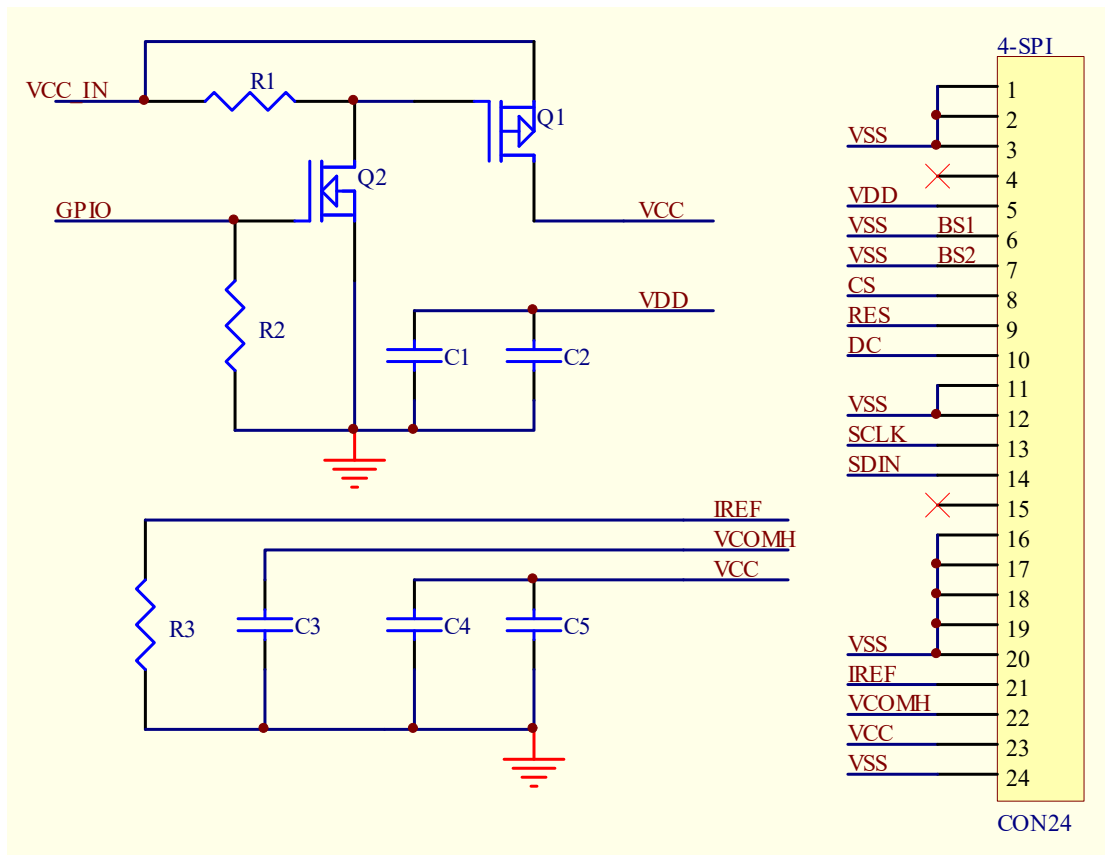 4-SPI
R1
VCC_IN
Q1
Q2
GPIO
VCC
VDD
R2
C1
C2
IREF
VCOMH
VCC
R3
C3
C4
C5
1
2
VSS
3
4
VDD
5
VSS BS1
6
VSS BS2
7
CS
8
RES
9
DC
10
11
VSS
12
SCLK
13
SDIN
14
15
16
17
18
19
VSS
20
IREF
21
VCOMH
22
VCC
23
VSS
24
CON24